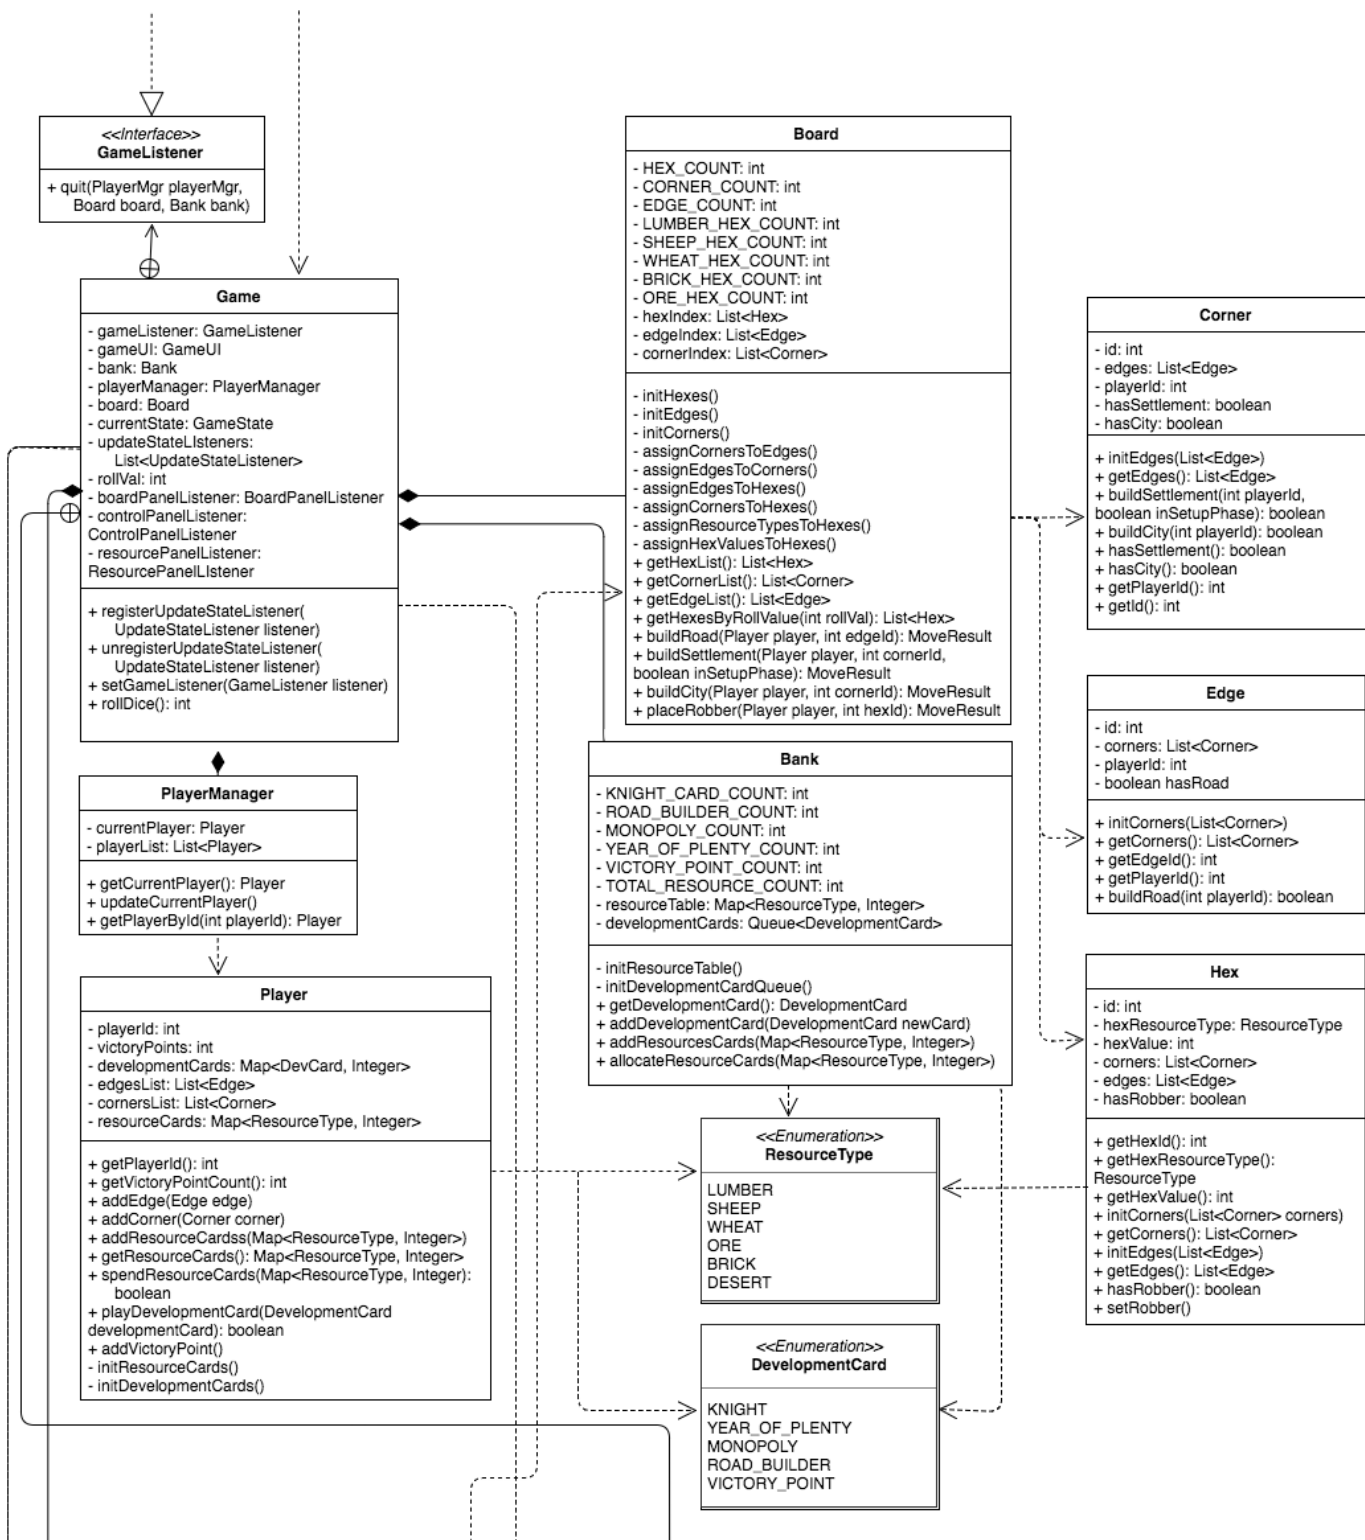 <<Interface>>
GameListener
+ quit(PlayerMgr playerMgr,
Board board, Bank bank)
Game
- gameListener: GameListener
- gameUI: GameUI
- bank: Bank
- playerManager: PlayerManager
- board: Board
- currentState: GameState
- updateStateLIsteners:
List<UpdateStateListener>
- rollVal: int
- boardPanelListener: BoardPanelListener
- controlPanelListener:
ControlPanelListener
- resourcePanelListener:
ResourcePanelLIstener
+ registerUpdateStateListener(
UpdateStateListener listener)
+ unregisterUpdateStateListener(
UpdateStateListener listener)
+ setGameListener(GameListener listener)
+ rollDice(): int
PlayerManager
- currentPlayer: Player
- playerList: List<Player>
+ getCurrentPlayer(): Player
+ updateCurrentPlayer()
+ getPlayerById(int playerId): Player
Player
- playerId: int
- victoryPoints: int
- developmentCards: Map<DevCard, Integer>
- edgesList: List<Edge>
- cornersList: List<Corner>
- resourceCards: Map<ResourceType, Integer>
+ getPlayerId(): int
+ getVictoryPointCount(): int
+ addEdge(Edge edge)
+ addCorner(Corner corner)
+ addResourceCardss(Map<ResourceType, Integer>)
+ getResourceCards(): Map<ResourceType, Integer>
+ spendResourceCards(Map<ResourceType, Integer):
boolean
+ playDevelopmentCard(DevelopmentCard
developmentCard): boolean
+ addVictoryPoint()
- initResourceCards()
- initDevelopmentCards()
Board
- HEX_COUNT: int
- CORNER_COUNT: int
- EDGE_COUNT: int
- LUMBER_HEX_COUNT: int
- SHEEP_HEX_COUNT: int
- WHEAT_HEX_COUNT: int
- BRICK_HEX_COUNT: int
- ORE_HEX_COUNT: int
- hexIndex: List<Hex>
- edgeIndex: List<Edge>
- cornerIndex: List<Corner>
- initHexes()
- initEdges()
- initCorners()
- assignCornersToEdges()
- assignEdgesToCorners()
- assignEdgesToHexes()
- assignCornersToHexes()
- assignResourceTypesToHexes()
- assignHexValuesToHexes()
+ getHexList(): List<Hex>
+ getCornerList(): List<Corner>
+ getEdgeList(): List<Edge>
+ getHexesByRollValue(int rollVal): List<Hex>
+ buildRoad(Player player, int edgeId): MoveResult
+ buildSettlement(Player player, int cornerId,
boolean inSetupPhase): MoveResult
+ buildCity(Player player, int cornerId): MoveResult
+ placeRobber(Player player, int hexId): MoveResult
Bank
- KNIGHT_CARD_COUNT: int
- ROAD_BUILDER_COUNT: int
- MONOPOLY_COUNT: int
- YEAR_OF_PLENTY_COUNT: int
- VICTORY_POINT_COUNT: int
- TOTAL_RESOURCE_COUNT: int
- resourceTable: Map<ResourceType, Integer>
- developmentCards: Queue<DevelopmentCard>
- initResourceTable()
- initDevelopmentCardQueue()
+ getDevelopmentCard(): DevelopmentCard
+ addDevelopmentCard(DevelopmentCard newCard)
+ addResourcesCards(Map<ResourceType, Integer>)
+ allocateResourceCards(Map<ResourceType, Integer>)
<<Enumeration>>
ResourceType
LUMBER
SHEEP
WHEAT
ORE
BRICK
DESERT
<<Enumeration>>
DevelopmentCard
KNIGHT
YEAR_OF_PLENTY
MONOPOLY
ROAD_BUILDER
VICTORY_POINT
Corner
- id: int
- edges: List<Edge>
- playerId: int
- hasSettlement: boolean
- hasCity: boolean
+ initEdges(List<Edge>)
+ getEdges(): List<Edge>
+ buildSettlement(int playerId,
boolean inSetupPhase): boolean
+ buildCity(int playerId): boolean
+ hasSettlement(): boolean
+ hasCity(): boolean
+ getPlayerId(): int
+ getId(): int
Edge
- id: int
- corners: List<Corner>
- playerId: int
- boolean hasRoad
+ initCorners(List<Corner>)
+ getCorners(): List<Corner>
+ getEdgeId(): int
+ getPlayerId(): int
+ buildRoad(int playerId): boolean
Hex
- id: int
- hexResourceType: ResourceType
- hexValue: int
- corners: List<Corner>
- edges: List<Edge>
- hasRobber: boolean
+ getHexId(): int
+ getHexResourceType():
ResourceType
+ getHexValue(): int
+ initCorners(List<Corner> corners)
+ getCorners(): List<Corner>
+ initEdges(List<Edge>)
+ getEdges(): List<Edge>
+ hasRobber(): boolean
+ setRobber()